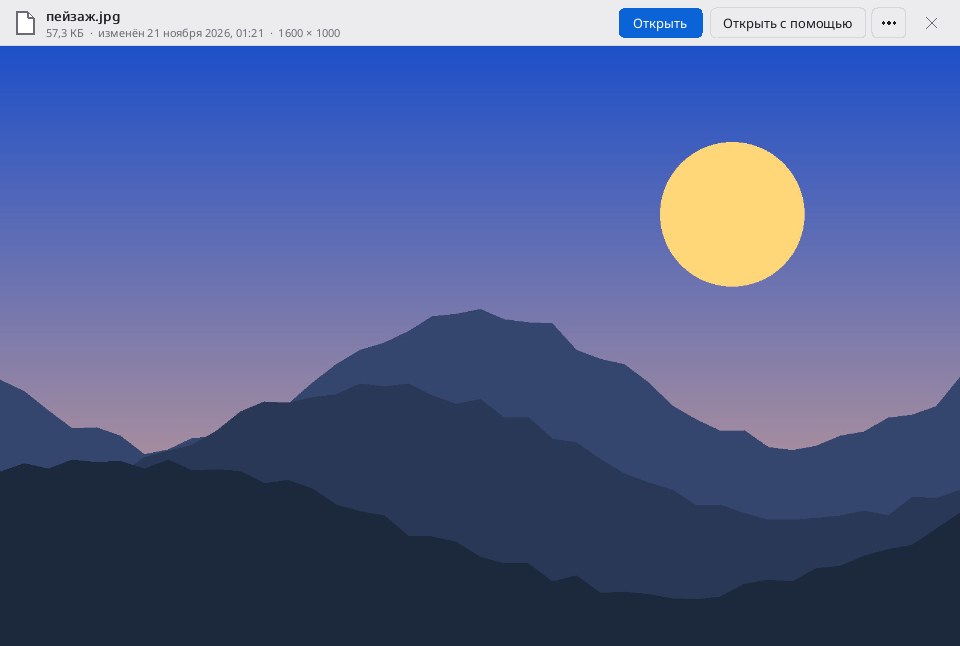 пейзаж.jpg
57,3 КБ · изменён 21 ноября 2026, 01:21 · 1600 × 1000
Открыть
Открыть с помощью